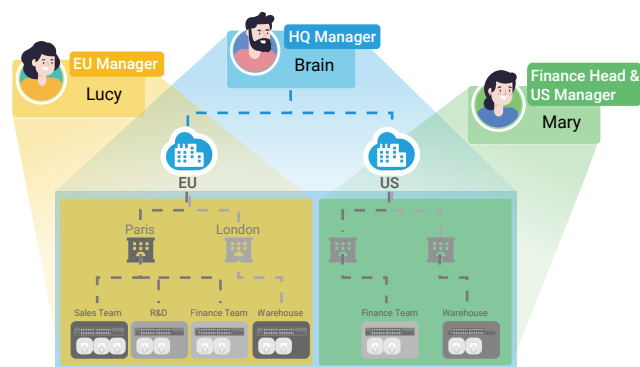 HQ Manager
Brain
EU Manager
Lucy
Finance Head &
US Manager
Mary
EU
US
Paris
London
Sales Team
R&D
Finance Team
Warehouse
Finance Team
Warehouse